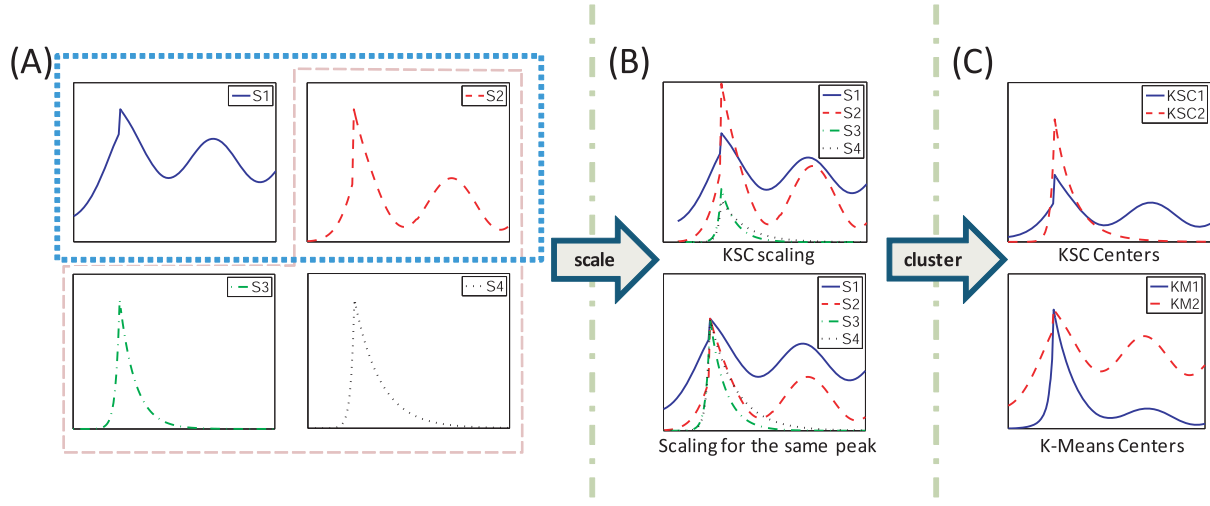 (A)
S1
S2
S3
S4
scale
(B)
S1
S2
S3
S4
KSC scaling
S1
S2
S3
S4
Scaling for the same peak
cluster
(C)
KSC1
KSC2
KSC Centers
KM1
KM2
K-Means Centers